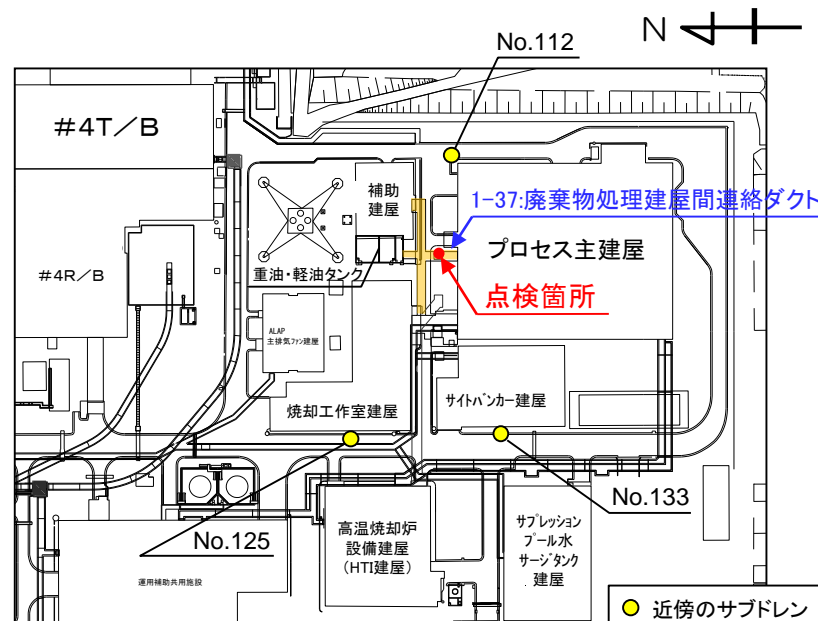 N
No.112
#4T/B
補助
建屋
1-37:廃棄物処理建屋間連絡ダクト
プロセス主建屋
#4R/B
重油・軽油タンク
点検箇所
ALAP
主排気ファン建屋
サイトバンカー建屋
焼却工作室建屋
No.133
No.125
高温焼却炉
設備建屋
(HTI建屋)
サプレッション
プール水
サージタンク
建屋
運用補助共用施設
近傍のサブドレン